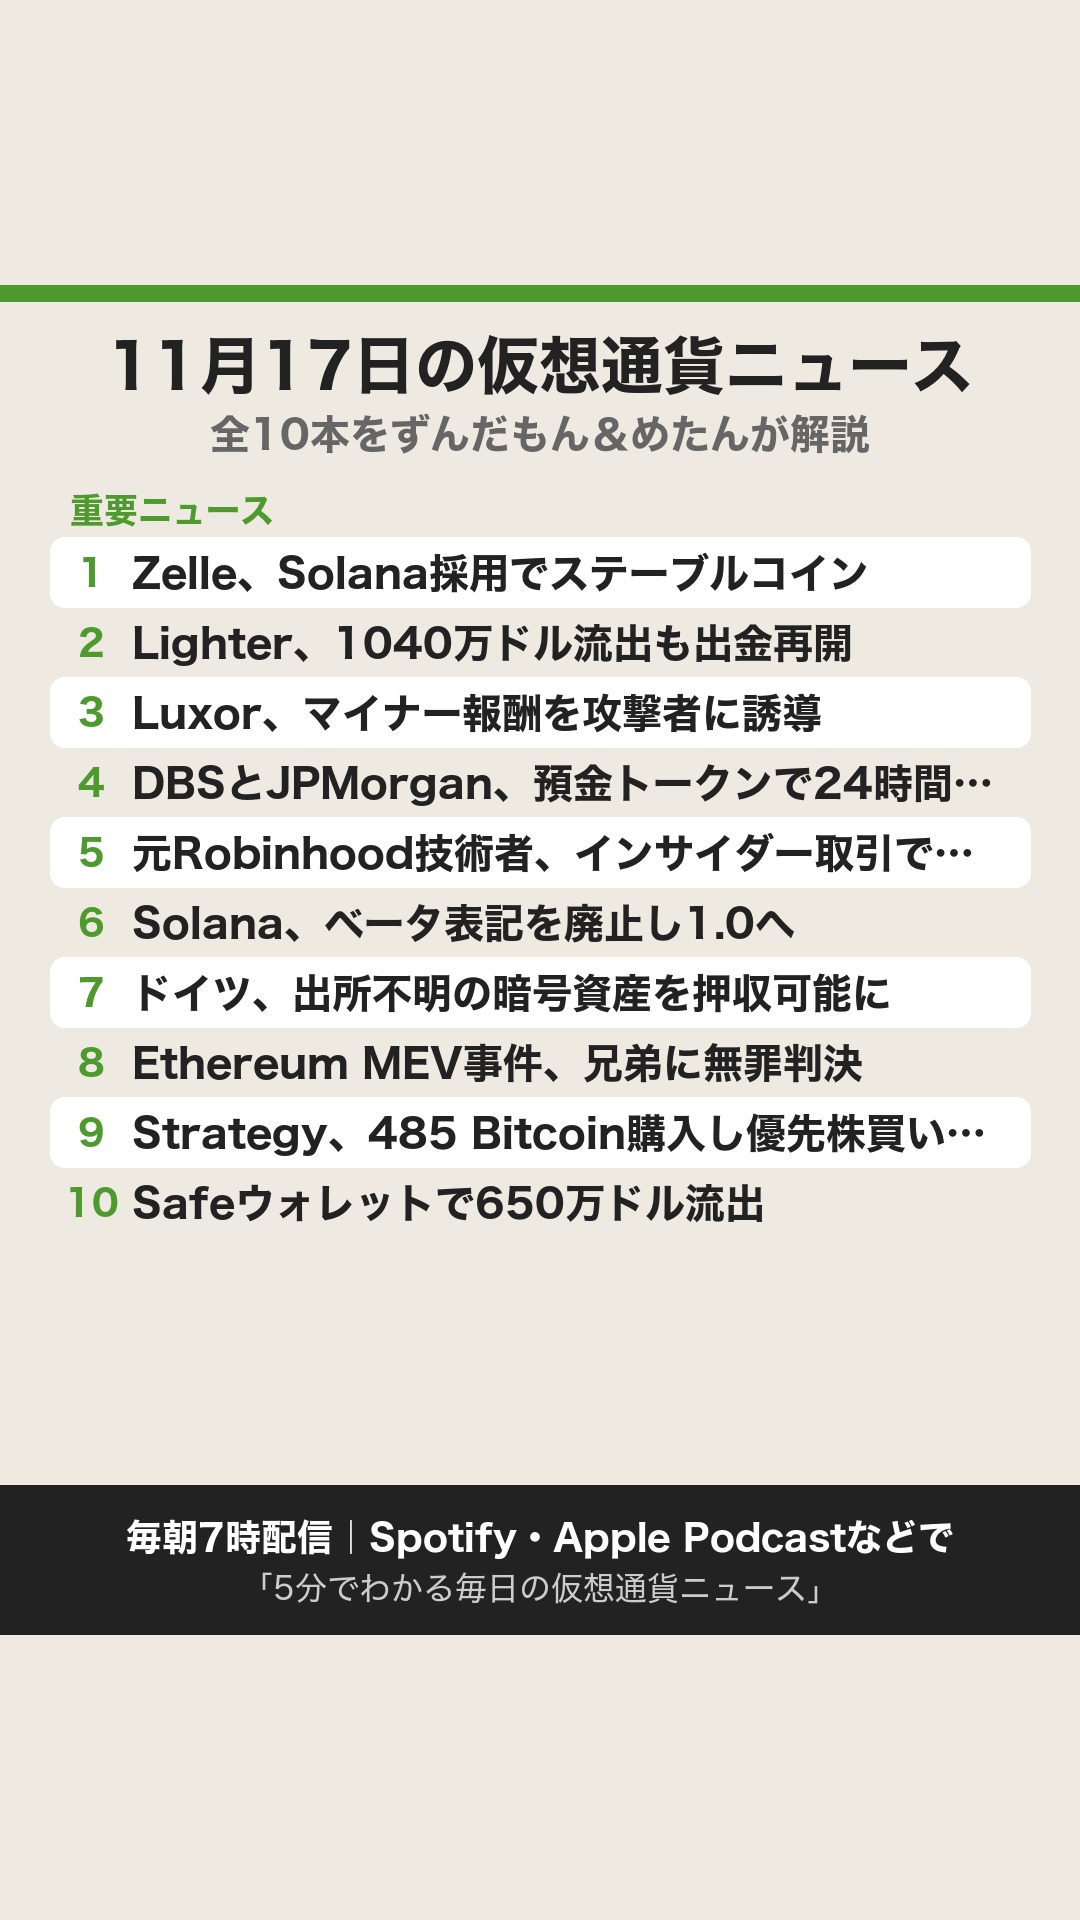 11月17日の仮想通貨ニュース
全10本をずんだもん＆めたんが解説
重要ニュース
1 Zelle、Solana採用でステーブルコイン
2 Lighter、1040万ドル流出も出金再開
3 Luxor、マイナー報酬を攻撃者に誘導
4 DBSとJPMorgan、預金トークンで24時間…
5 元Robinhood技術者、インサイダー取引で…
6 Solana、ベータ表記を廃止し1.0へ
7 ドイツ、出所不明の暗号資産を押収可能に
8 Ethereum MEV事件、兄弟に無罪判決
9 Strategy、485 Bitcoin購入し優先株買い…
10 Safeウォレットで650万ドル流出
毎朝7時配信｜Spotify・Apple Podcastなどで
「5分でわかる毎日の仮想通貨ニュース」